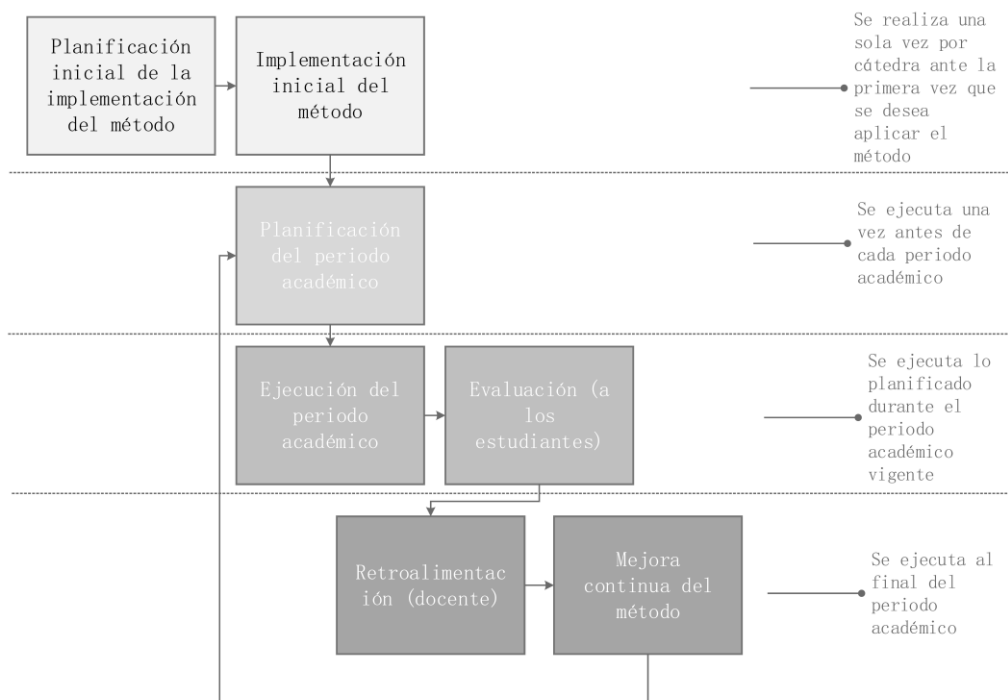 Planificación
inicial de la
implementación
del método
Implementación
inicial del
método
Se realiza una
sola vez por
cátedra ante la
primera vez que
se desea
aplicar el
método
Planificación
del periodo
académico
Se ejecuta una
vez antes de
cada periodo
académico
Ejecución del
periodo
académico
Evaluación (a
los
estudiantes)
Se ejecuta lo
planificado
durante el
periodo
académico
vigente
Retroalimentac
ión (docente)
Mejora
continua del
método
Se ejecuta al
final del
periodo
académico